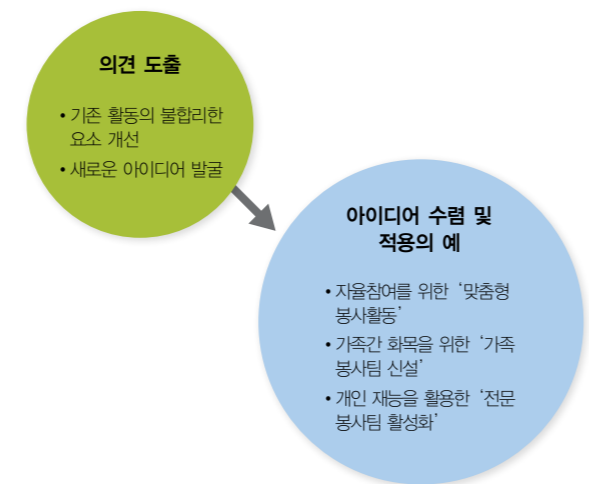 의견 도출
• 기존 활동의 불합리한
요소 개선
• 새로운 아이디어 발굴
아이디어 수렴 및
적용의 예
• 자율참여를 위한 ‘맞춤형
봉사활동’
• 가족간 화목을 위한 ‘가족
봉사팀 신설’
• 개인 재능을 활용한 ‘전문
봉사팀 활성화’